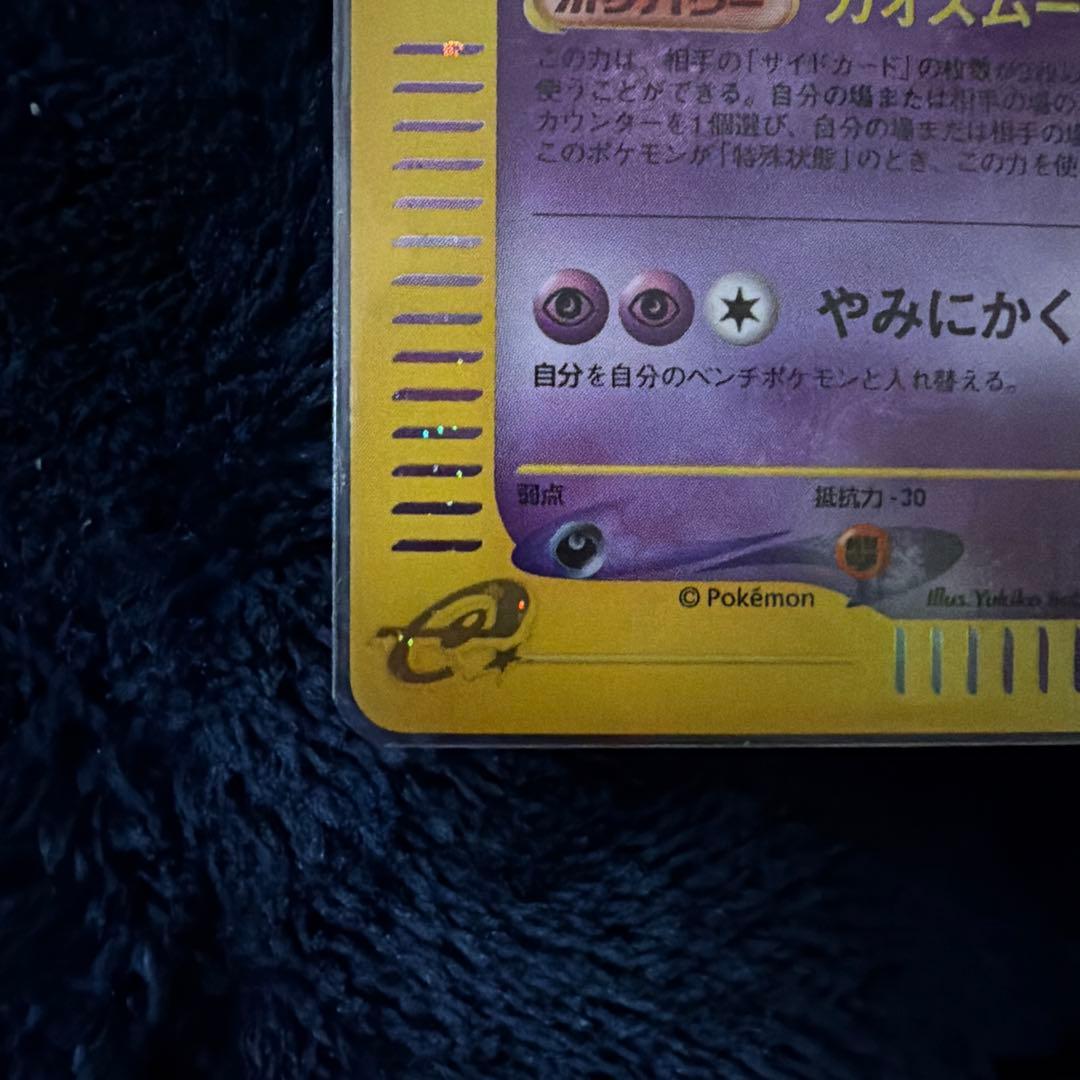 ポケパワー カオスムー
この力は、相手の「サイドカード」の枚数が3枚以
使うことができる。自分の場または相手の場の
カウンターを1個選び、自分の場または相手の場
このポケモンが「特殊状態」のとき、この力を使
やみにかく
自分を自分のベンチポケモンと入れ替える。
弱点 抵抗力 -30
© Pokémon Illus. Yukiko